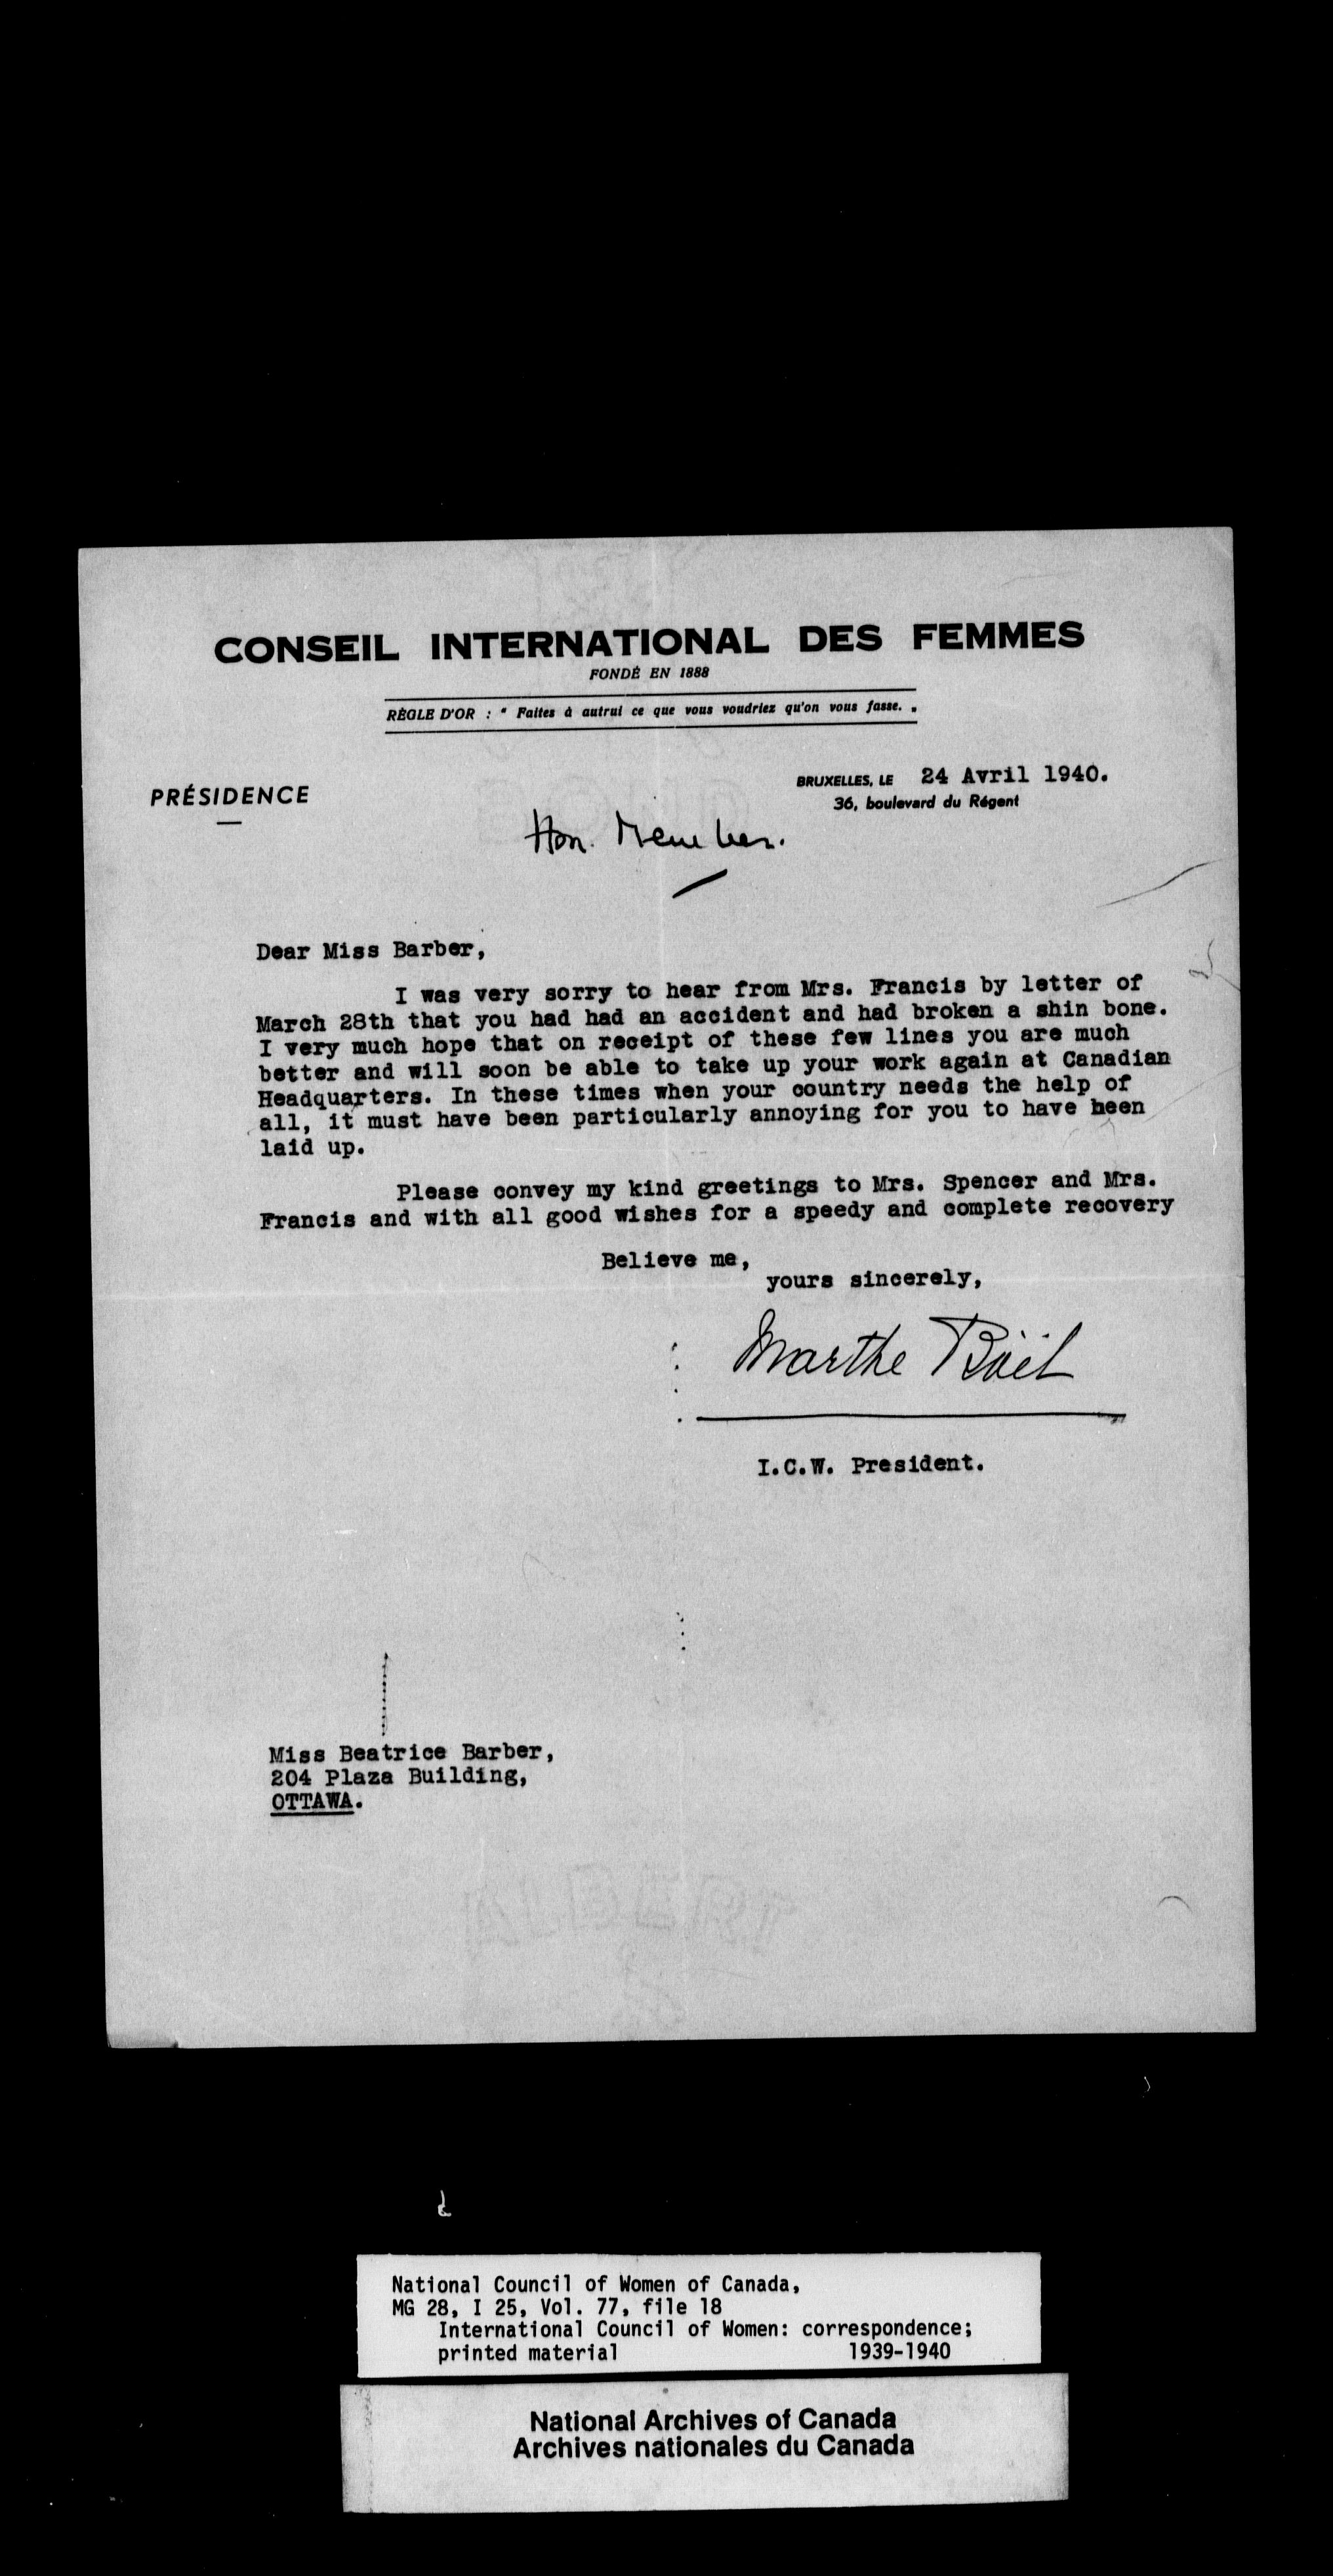 CONSEIL INTERNATIONAL DES FEMMES
FONDÉ EN 1888
RÈGLE D'OR : " Faites à autrui ce que vous voudriez qu'on vous fasse. „
PRÉSIDENCE
BRUXELLES, LE 24 Avril 1940.
36, boulevard du Régent
Hon. Member.
Dear Miss Barber,
I was very sorry to hear from Mrs. Francis by letter of
March 28th that you had had an accident and had broken a shin bone.
I very much hope that on receipt of these few lines you are much
better and will soon be able to take up your work again at Canadian
Headquarters. In these times when your country needs the help of
all, it must have been particularly annoying for you to have been
laid up.
Please convey my kind greetings to Mrs. Spencer and Mrs.
Francis and with all good wishes for a speedy and complete recovery
Believe me,
yours sincerely,
Marthe Boël
I.C.W. President.
Miss Beatrice Barber,
204 Plaza Building,
OTTAWA.
National Council of Women of Canada,
MG 28, I 25, Vol. 77, file 18
International Council of Women: correspondence;
printed material 1939-1940
National Archives of Canada
Archives nationales du Canada